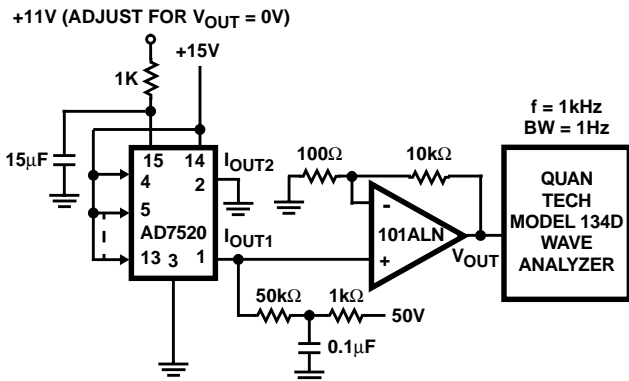 +11V (ADJUST FOR VOUT = 0V)
+15V
1K
f = 1kHz
BW = 1Hz
15μF
15 14
IOUT2
100Ω
10kΩ
4
2
5
AD7520
IOUT1
13 3 1
-
101ALN
+
VOUT
QUAN
TECH
MODEL 134D
WAVE
ANALYZER
50kΩ
1kΩ
50V
0.1μF